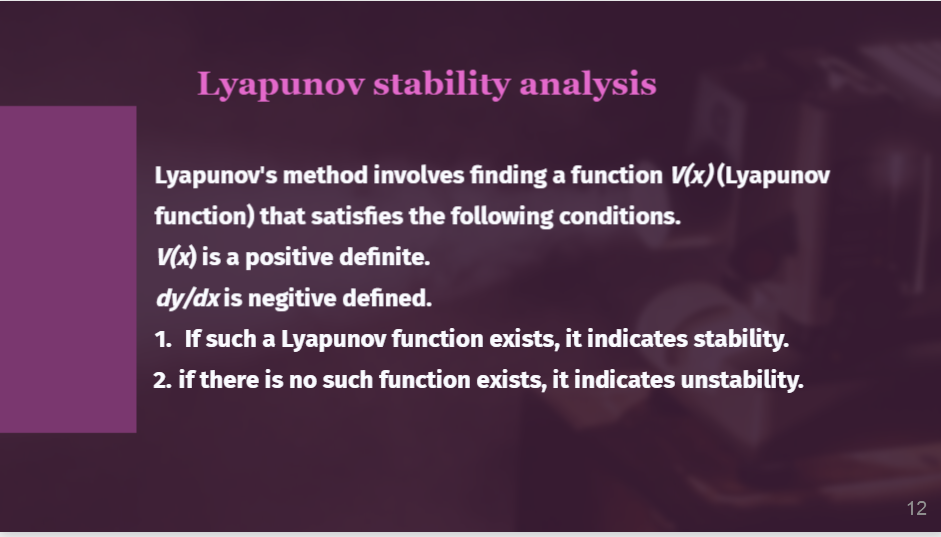 Lyapunov stability analysis
Lyapunov's method involves finding a function V(x)(Lyapunov
function) that satisfies the following conditions.
V(x) is a positive definite.
dy/dx is negitive defined.
1. If such a Lyapunov function exists, it indicates stability.
2. if there is no such function exists, it indicates unstability.
12